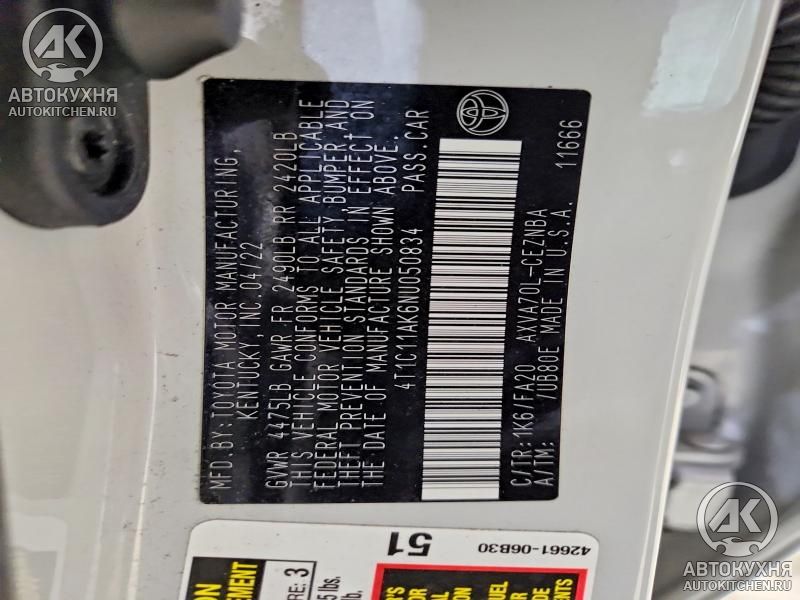 AK
АВТОКУХНЯ
AUTOKITCHEN.RU
MFD.BY:TOYOTA MOTOR MANUFACTURING,
KENTUCKY, INC.04/22
GVWR 4475LB GAWR FR 2490LB RR 2420LB
THIS VEHICLE CONFORMS TO ALL APPLICABLE
FEDERAL MOTOR VEHICLE SAFETY BUMPER, AND
THEFT PREVENTION STANDARDS IN EFFECT ON
THE DATE OF MANUFACTURE SHOWN ABOVE.
4T1C11AK6NU050834 PASS.CAR
C/TR:1K6/FA20 AXVA70L-CEZNBA
A/TM: /UB80E MADE IN U.S.A. 11666
51
42661-06B30
AK
АВТОКУХНЯ
AUTOKITCHEN.RU